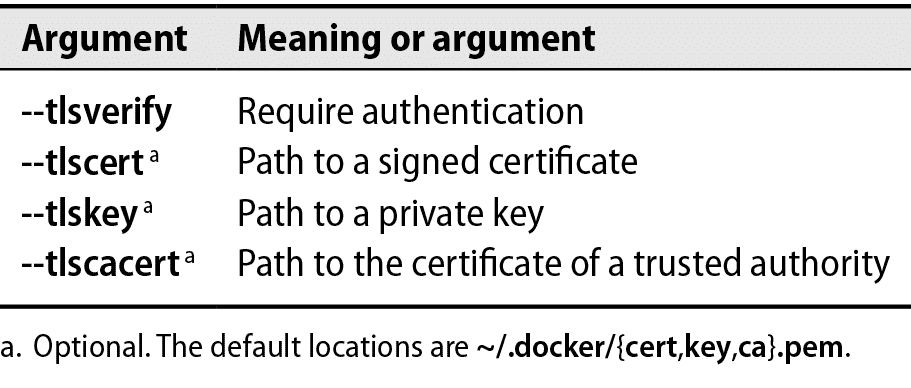 Argument Meaning or argument
--tlsverify Require authentication
--tlscert a Path to a signed certificate
--tlskey a Path to a private key
--tlscacert a Path to the certificate of a trusted authority
a. Optional. The default locations are ~/.docker/{cert,key,ca}.pem.